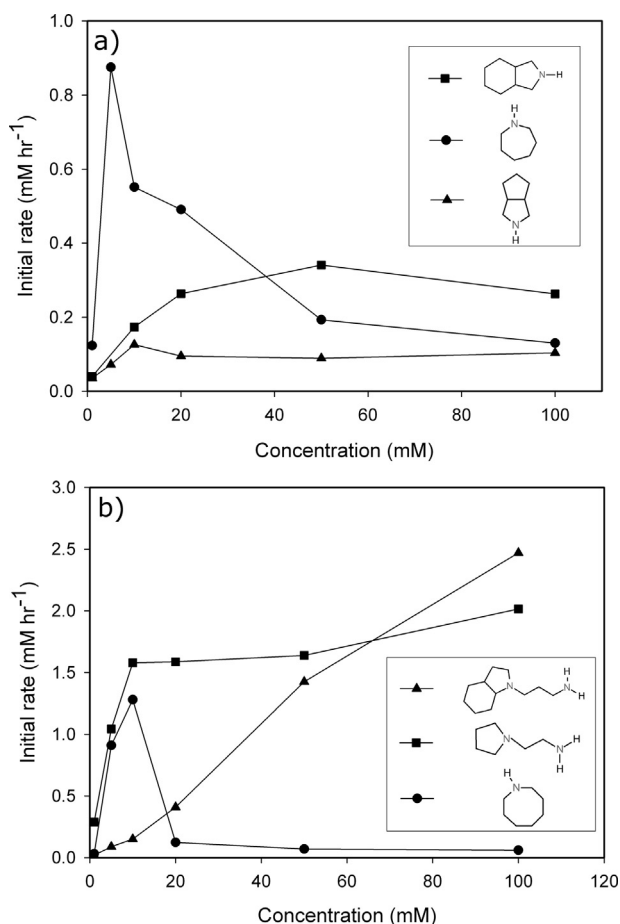 a)
1.0
0.8
0.6
0.4
0.2
0.0
Initial rate (mM hr⁻¹)
N H
H
N
N
H
0 20 40 60 80 100
Concentration (mM)
b)
3.0
2.5
2.0
1.5
1.0
0.5
0.0
Initial rate (mM hr⁻¹)
H
N N H
H
N N
H
H
N
0 20 40 60 80 100 120
Concentration (mM)